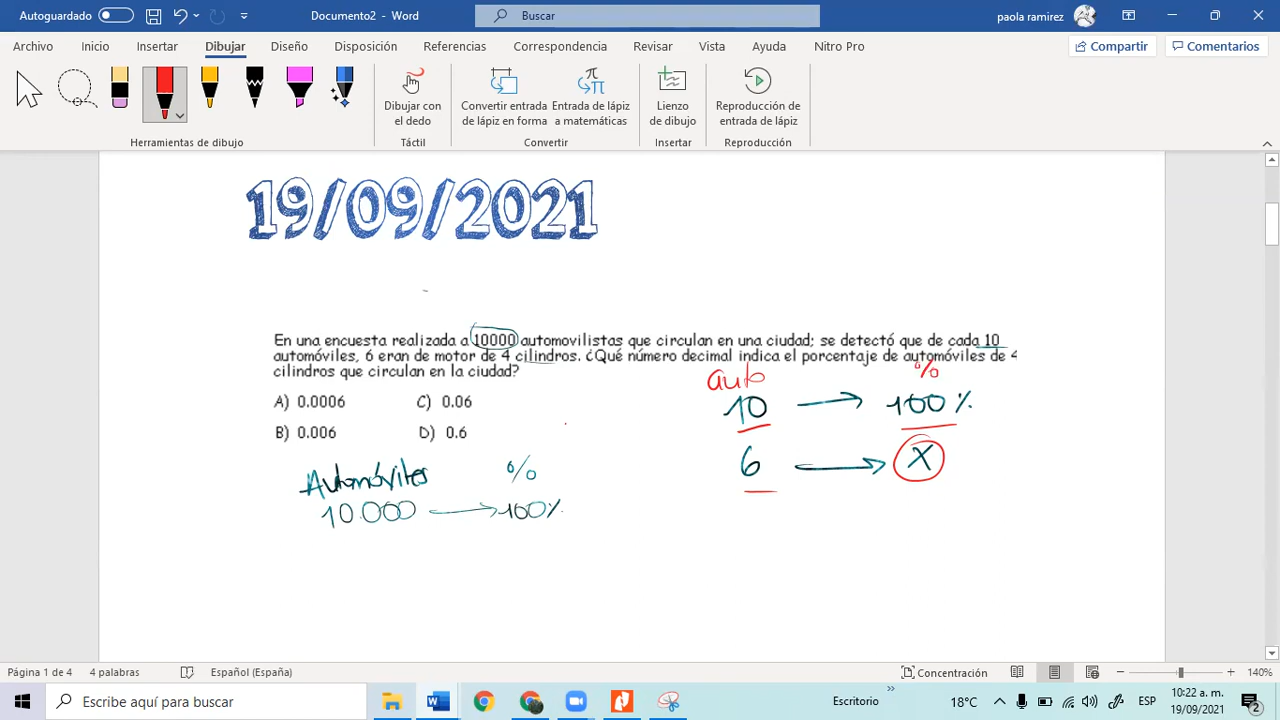 Autoguardado
Documento2 - Word
Buscar
paola ramirez
Archivo Inicio Insertar Dibujar Diseño Disposición Referencias Correspondencia Revisar Vista Ayuda Nitro Pro
Compartir
Comentarios
Dibujar con
el dedo
Convertir entrada
de lápiz en forma
Entrada de lápiz
a matemáticas
Lienzo
de dibujo
Reproducción de
entrada de lápiz
Herramientas de dibujo
Táctil
Convertir
Insertar
Reproducción
19/09/2021
En una encuesta realizada a 10000 automovilistas que circulan en una ciudad; se detectó que de cada 10
automóviles, 6 eran de motor de 4 cilindros. ¿Qué número decimal indica el porcentaje de automóviles de 4
cilindros que circulan en la ciudad?
A) 0.0006 C) 0.06
B) 0.006 D) 0.6
auto %
10 → 100%
6 → X
Automóviles %
10.000 → 100%
Página 1 de 4 4 palabras Español (España)
Concentración
140%
Escribe aquí para buscar
Escritorio
18°C
ESP
10:22 a. m.
19/09/2021
2